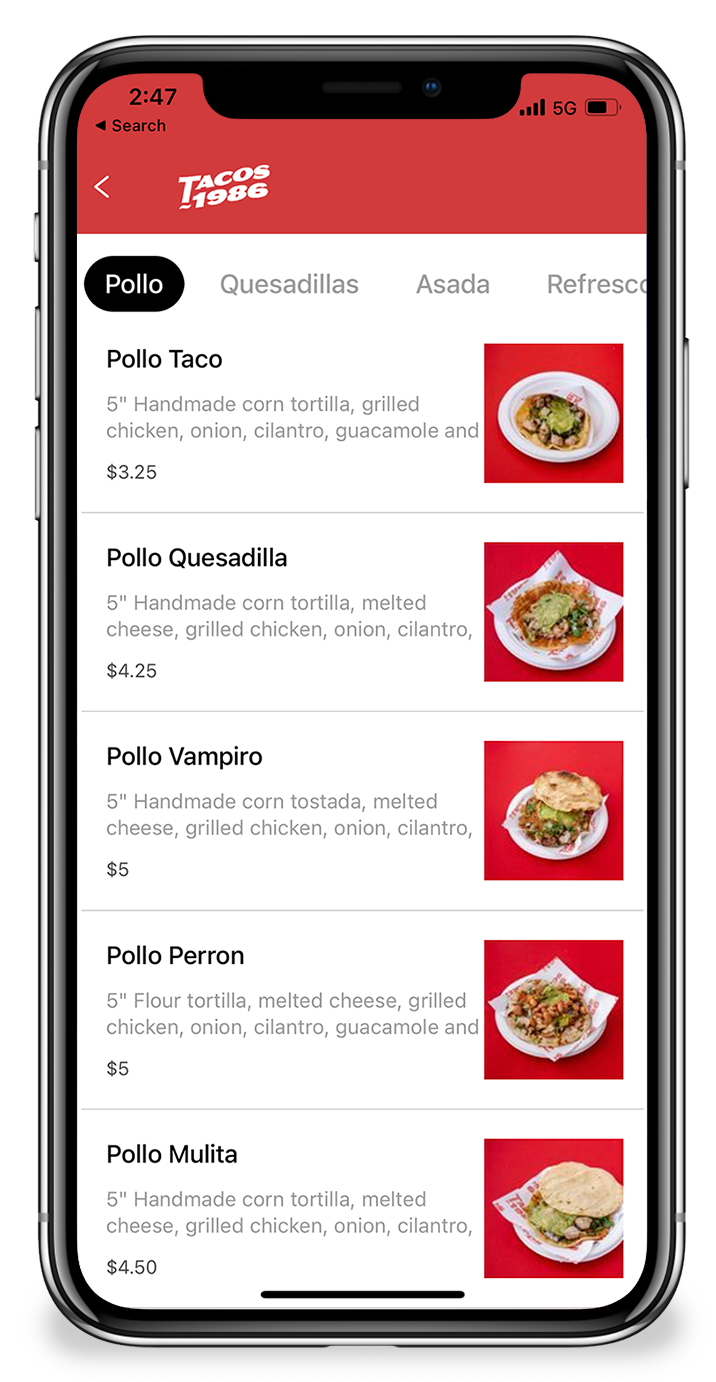 2:47
5G
◀ Search
TACOS
1986
Pollo
Quesadillas
Asada
Refresco
Pollo Taco
5" Handmade corn tortilla, grilled
chicken, onion, cilantro, guacamole and
$3.25
Pollo Quesadilla
5" Handmade corn tortilla, melted
cheese, grilled chicken, onion, cilantro,
$4.25
Pollo Vampiro
5" Handmade corn tostada, melted
cheese, grilled chicken, onion, cilantro,
$5
Pollo Perron
5" Flour tortilla, melted cheese, grilled
chicken, onion, cilantro, guacamole and
$5
Pollo Mulita
5" Handmade corn tortilla, melted
cheese, grilled chicken, onion, cilantro,
$4.50